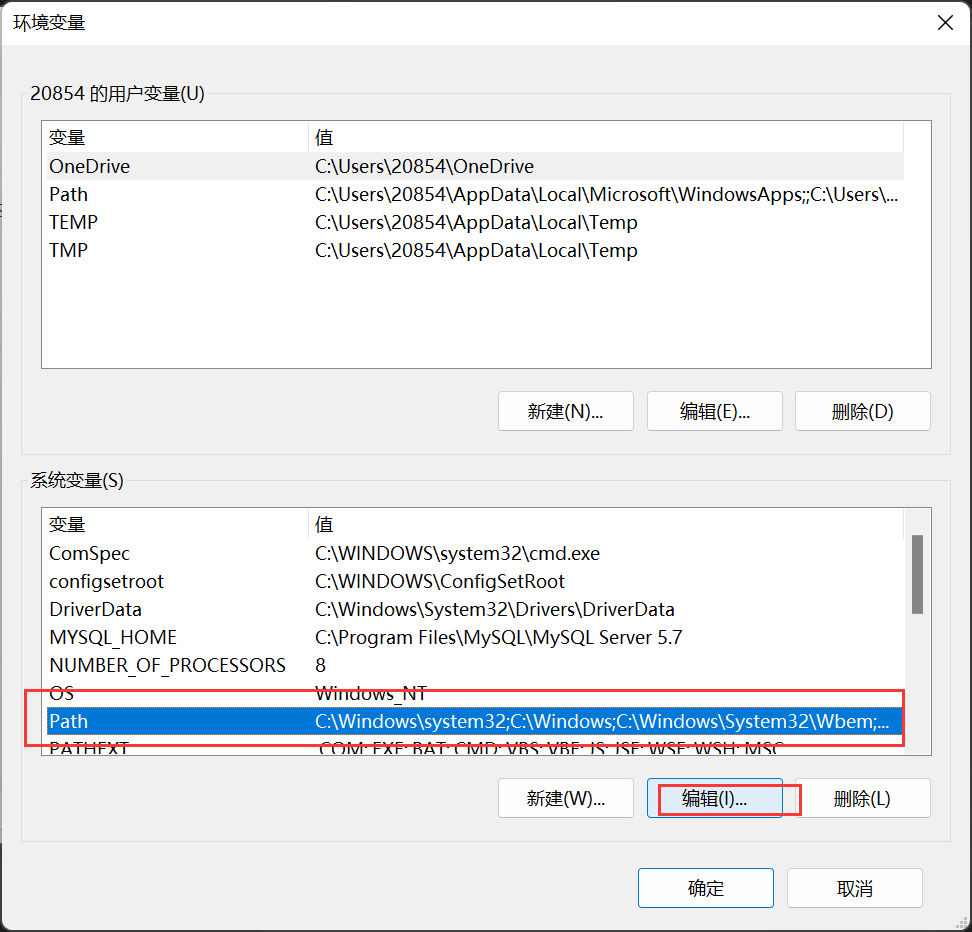 环境变量
20854 的用户变量(U)
变量 值
OneDrive C:\Users\20854\OneDrive
Path C:\Users\20854\AppData\Local\Microsoft\WindowsApps;;C:\Users\...
TEMP C:\Users\20854\AppData\Local\Temp
TMP C:\Users\20854\AppData\Local\Temp
新建(N)... 编辑(E)... 删除(D)
系统变量(S)
变量 值
ComSpec C:\WINDOWS\system32\cmd.exe
configsetroot C:\WINDOWS\ConfigSetRoot
DriverData C:\Windows\System32\Drivers\DriverData
MYSQL_HOME C:\Program Files\MySQL\MySQL Server 5.7
NUMBER_OF_PROCESSORS 8
OS Windows_NT
Path C:\Windows\system32;C:\Windows;C:\Windows\System32\Wbem;...
PATHEXT .COM;.EXE;.BAT;.CMD;.VBS;.VBE;.JS;.JSE;.WSF;.WSH;.MSC
新建(W)... 编辑(I)... 删除(L)
确定 取消